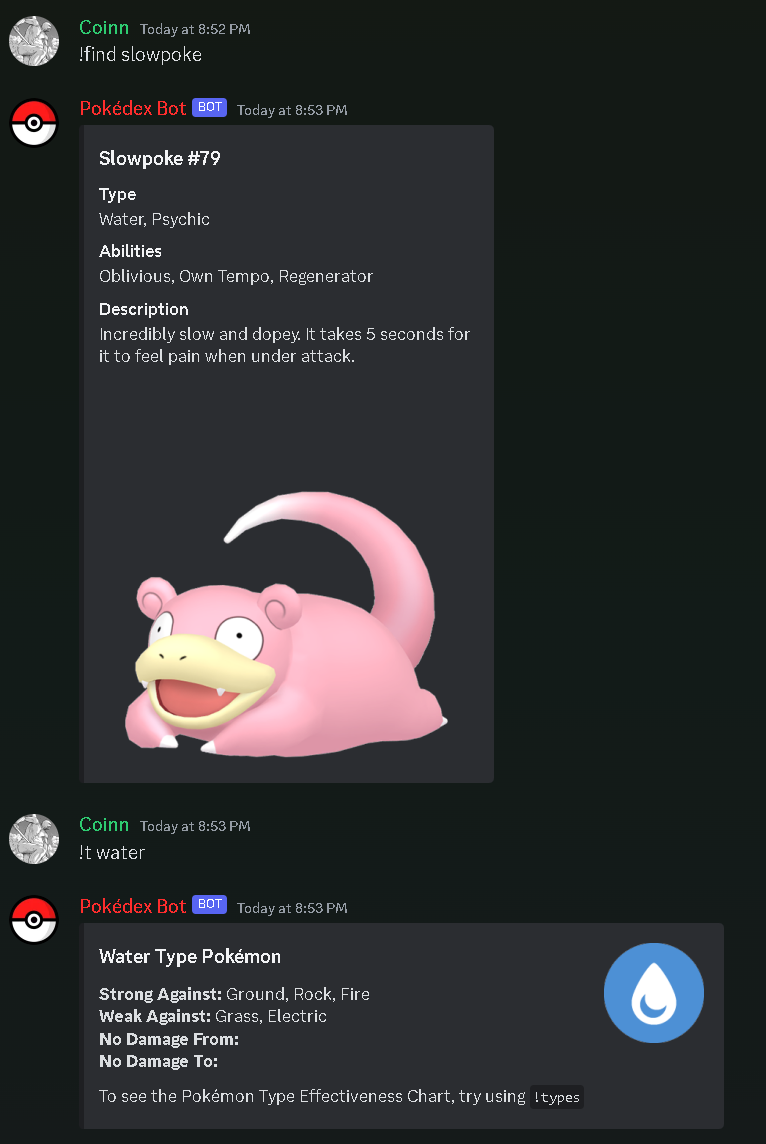 Coinn Today at 8:52 PM
!find slowpoke
Pokédex Bot BOT Today at 8:53 PM
Slowpoke #79
Type
Water, Psychic
Abilities
Oblivious, Own Tempo, Regenerator
Description
Incredibly slow and dopey. It takes 5 seconds for
it to feel pain when under attack.
Coinn Today at 8:53 PM
!t water
Pokédex Bot BOT Today at 8:53 PM
Water Type Pokémon
Strong Against: Ground, Rock, Fire
Weak Against: Grass, Electric
No Damage From:
No Damage To:
To see the Pokémon Type Effectiveness Chart, try using !types